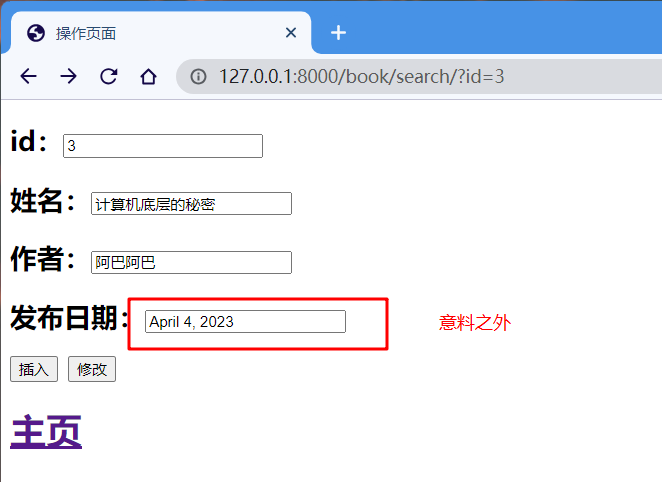 操作页面
127.0.0.1:8000/book/search/?id=3
id： 3
姓名： 计算机底层的秘密
作者： 阿巴阿巴
发布日期： April 4, 2023 意料之外
插入 修改
主页